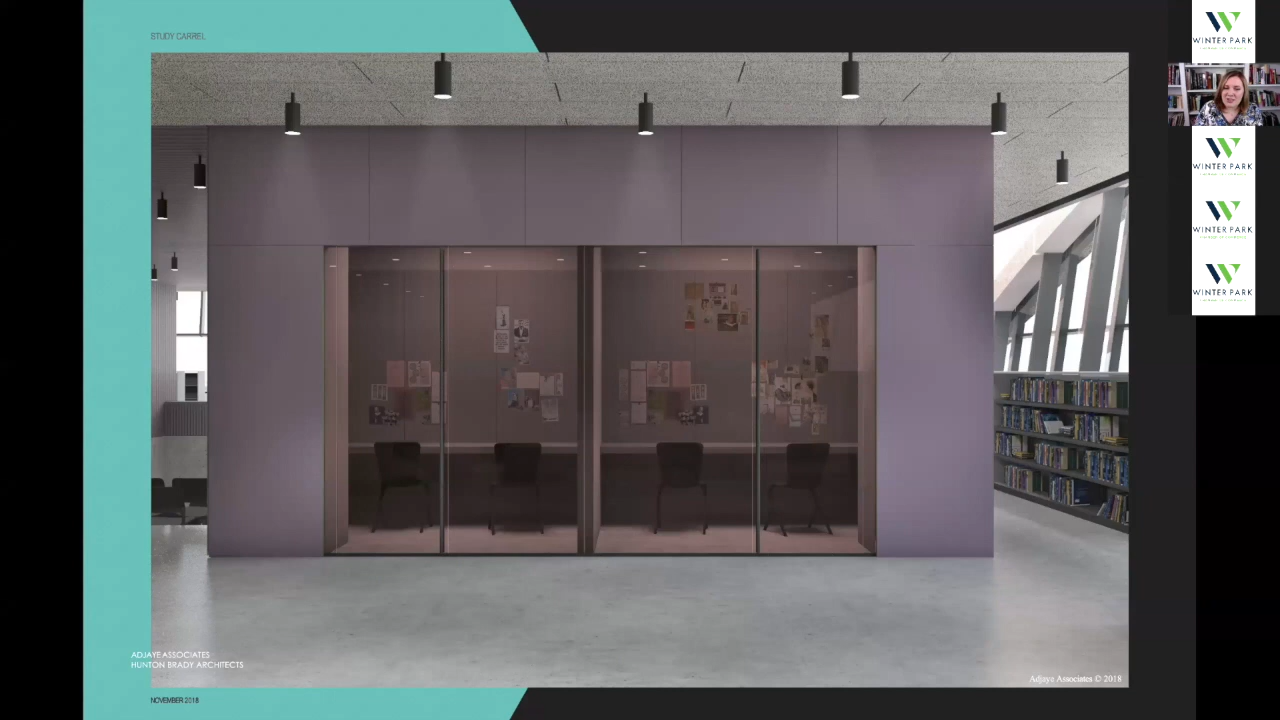 STUDY CARREL
WINTER PARK
WINTER PARK
WINTER PARK
WINTER PARK
ADJAYE ASSOCIATES
HUNTON BRADY ARCHITECTS
Adjaye Associates © 2018
NOVEMBER 2018